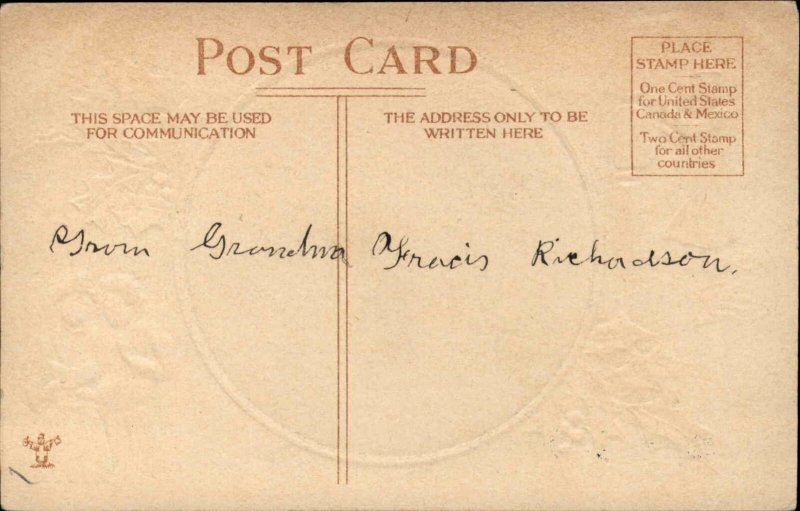 POST CARD
THIS SPACE MAY BE USED
FOR COMMUNICATION
THE ADDRESS ONLY TO BE
WRITTEN HERE
PLACE
STAMP HERE
One Cent Stamp
for United States
Canada & Mexico
Two Cent Stamp
for all other
countries
From Grandma Fracis Richardson.